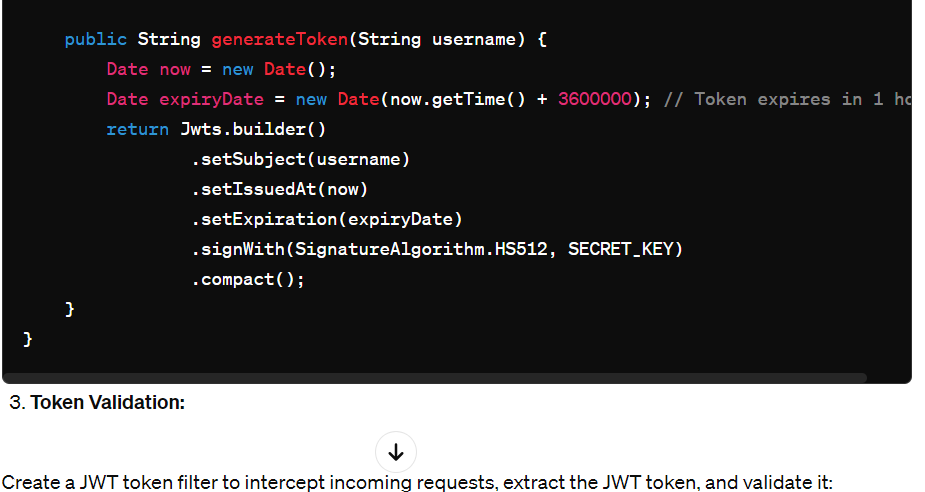 public String generateToken(String username) {
Date now = new Date();
Date expiryDate = new Date(now.getTime() + 3600000); // Token expires in 1
return Jwts.builder()
.setSubject(username)
.setIssuedAt(now)
.setExpiration(expiryDate)
.signWith(SignatureAlgorithm.HS512, SECRET_KEY)
.compact();
}
}
3. Token Validation:
Create a JWT token filter to intercept incoming requests, extract the JWT token, and validate it: